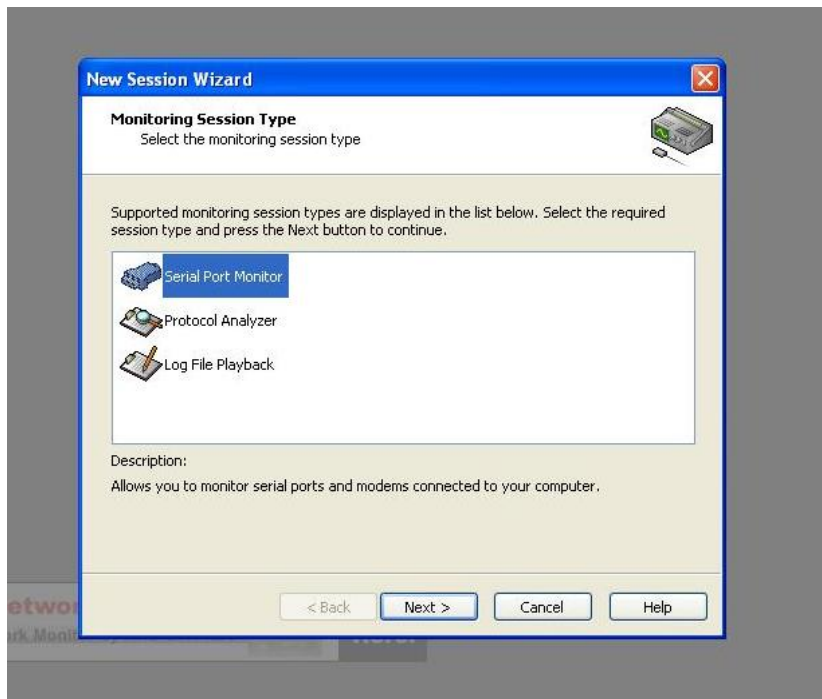 New Session Wizard
Monitoring Session Type
Select the monitoring session type
Supported monitoring session types are displayed in the list below. Select the required
session type and press the Next button to continue.
Serial Port Monitor
Protocol Analyzer
Log File Playback
Description:
Allows you to monitor serial ports and modems connected to your computer.
< Back Next > Cancel Help